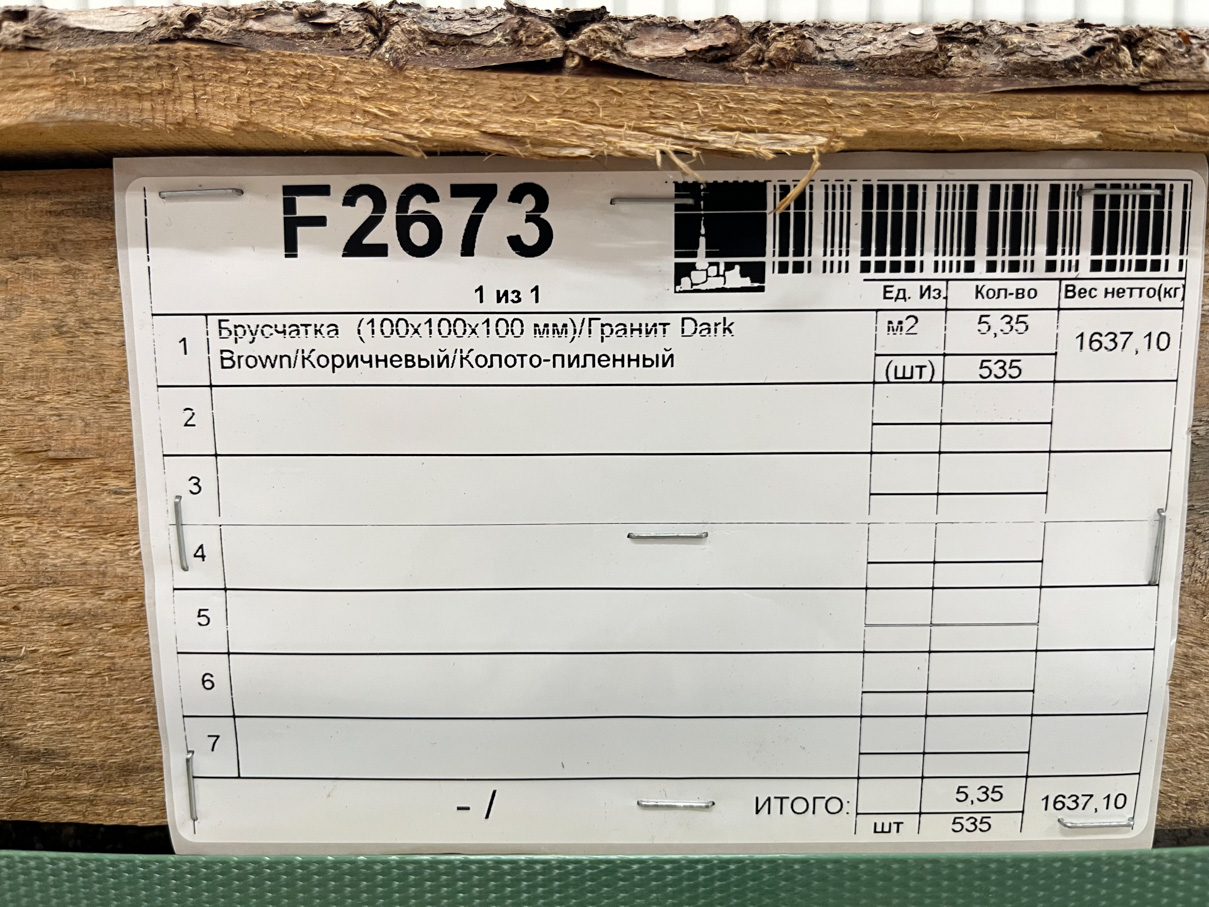 F2673
1 из 1
Ед. Из. Кол-во Вес нетто(кг)
1 Брусчатка (100х100х100 мм)/Гранит Dark м2 5,35 1637,10
Brown/Коричневый/Колото-пиленный (шт) 535
2
3
4
5
6
7
- / ИТОГО: 5,35 1637,10
шт 535